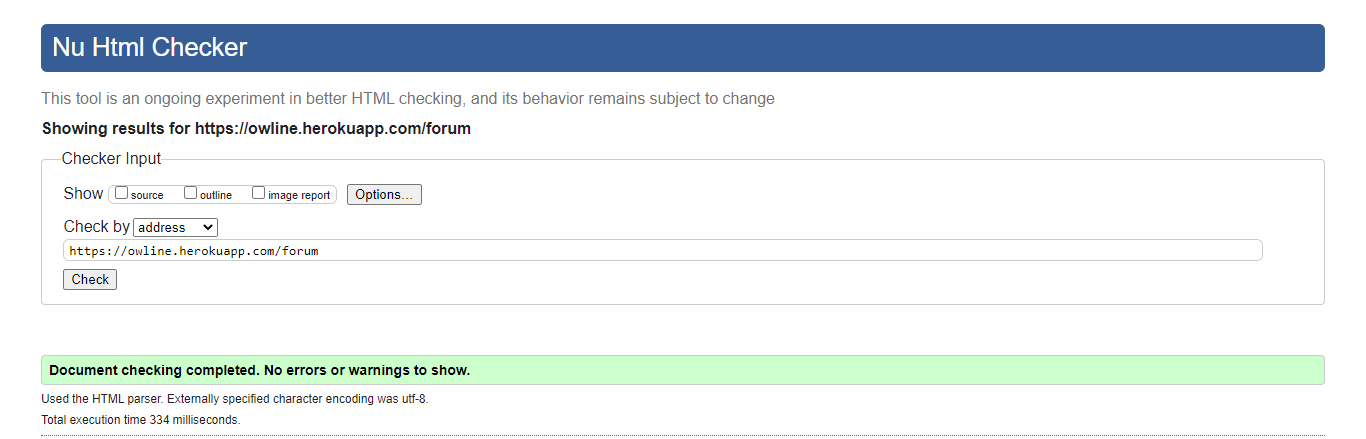 Nu Html Checker
This tool is an ongoing experiment in better HTML checking, and its behavior remains subject to change
Showing results for https://owline.herokuapp.com/forum
Checker Input
Show source outline image report Options...
Check by address
https://owline.herokuapp.com/forum
Check
Document checking completed. No errors or warnings to show.
Used the HTML parser. Externally specified character encoding was utf-8.
Total execution time 334 milliseconds.